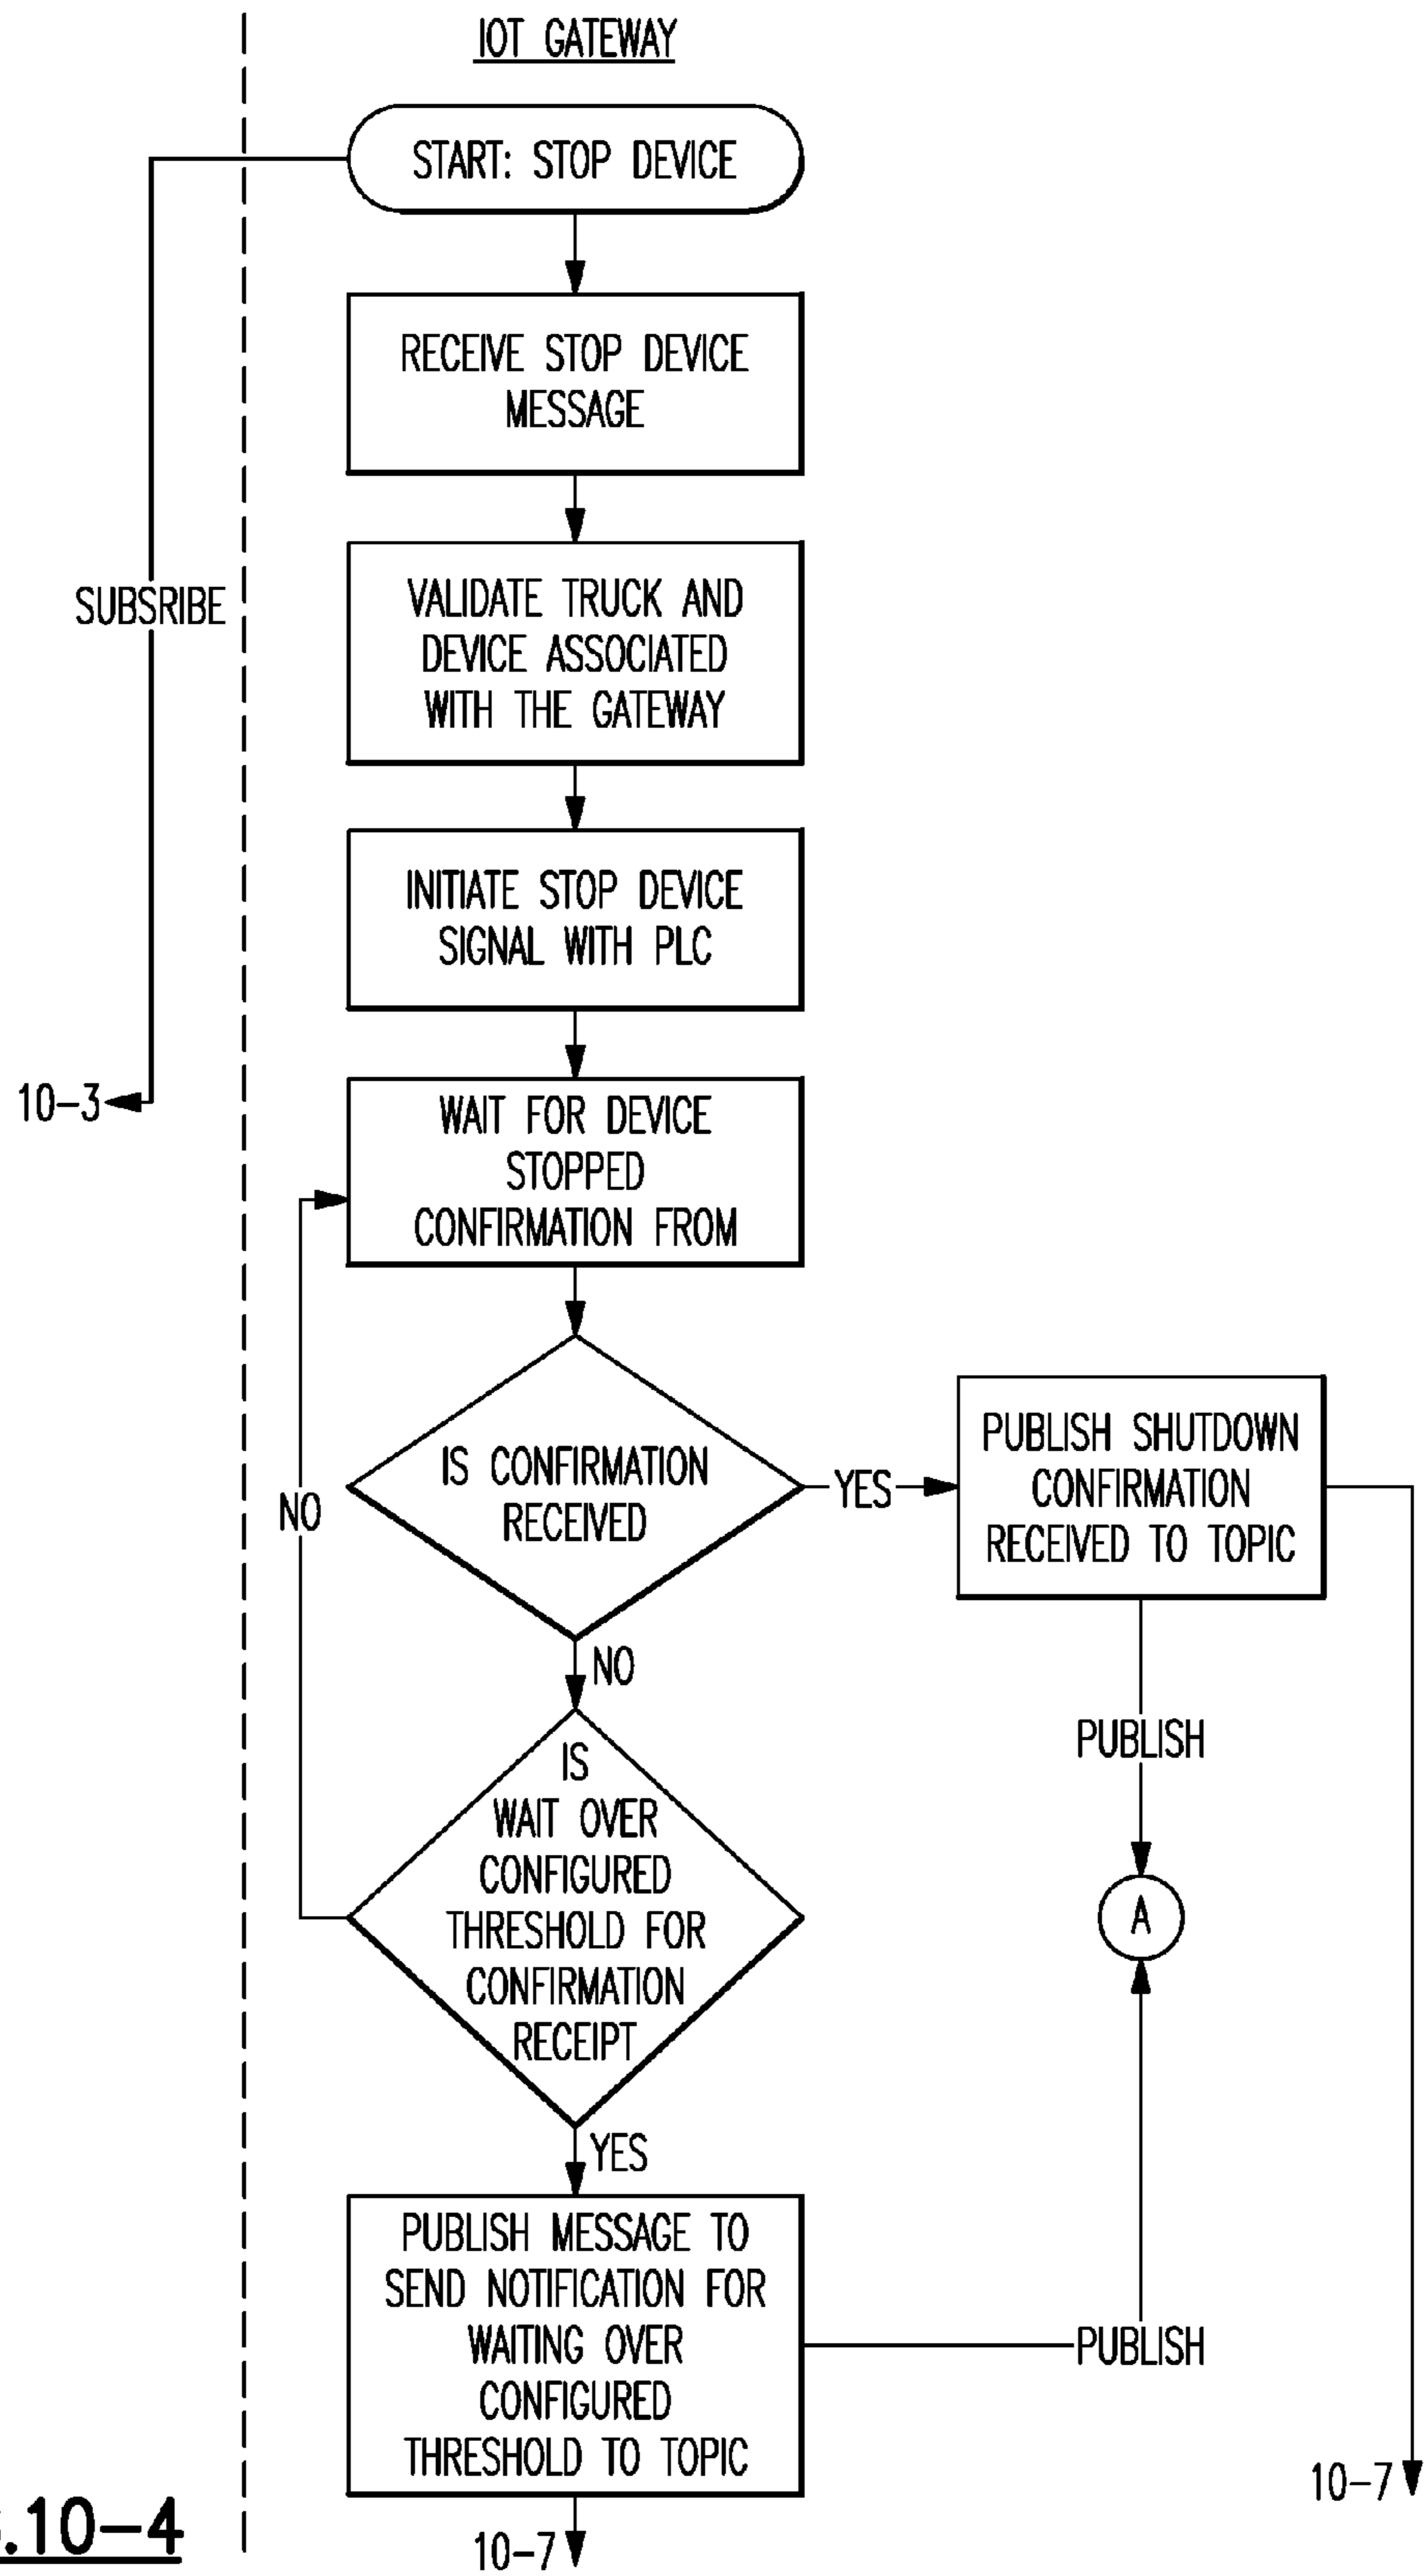 IOT GATEWAY
START: STOP DEVICE
RECEIVE STOP DEVICE
MESSAGE
VALIDATE TRUCK AND
DEVICE ASSOCIATED
WITH THE GATEWAY
SUBSRIBE
INITIATE STOP DEVICE
SIGNAL WITH PLC
10-3
WAIT FOR DEVICE
STOPPED
CONFIRMATION FROM
IS CONFIRMATION
RECEIVED
YES
PUBLISH SHUTDOWN
CONFIRMATION
RECEIVED TO TOPIC
NO
NO
IS
WAIT OVER
CONFIGURED
THRESHOLD FOR
CONFIRMATION
RECEIPT
PUBLISH
A
YES
PUBLISH MESSAGE TO
SEND NOTIFICATION FOR
WAITING OVER
CONFIGURED
THRESHOLD TO TOPIC
PUBLISH
10-7
10-7
.10-4